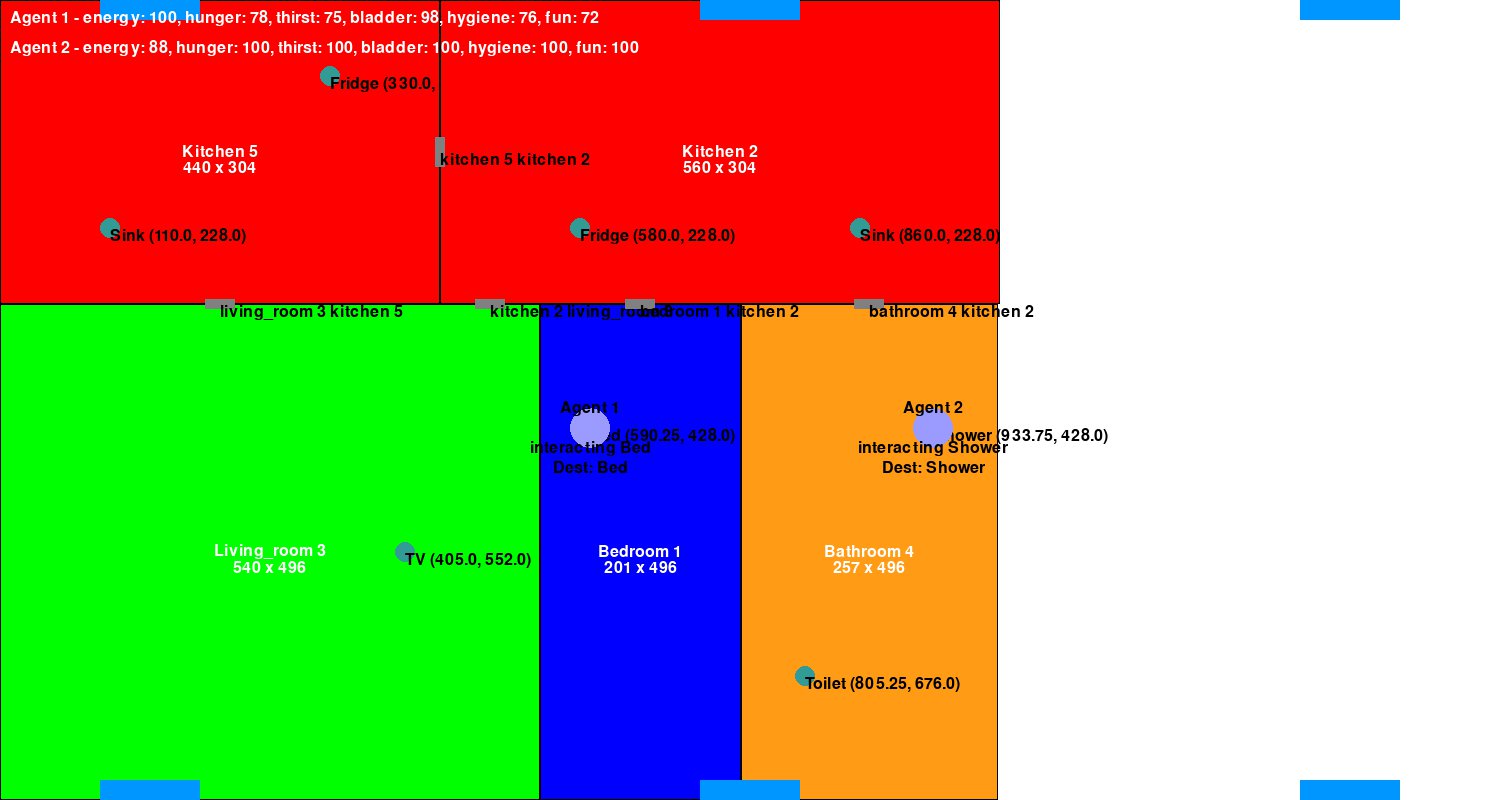 Agent 1 - energy: 100, hunger: 78, thirst: 75, bladder: 98, hygiene: 76, fun: 72
Agent 2 - energy: 88, hunger: 100, thirst: 100, bladder: 100, hygiene: 100, fun: 100
Fridge (330.0,
Kitchen 5
440 x 304
kitchen 5 kitchen 2
Kitchen 2
560 x 304
Sink (110.0, 228.0)
Fridge (580.0, 228.0)
Sink (860.0, 228.0)
living_room 3 kitchen 5
kitchen 2 living_room 3
bedroom 1 kitchen 2
bathroom 4 kitchen 2
Agent 1
(590.25, 428.0)
interacting Bed
Dest: Bed
Agent 2
(933.75, 428.0)
interacting Shower
Dest: Shower
Living_room 3
540 x 496
TV (405.0, 552.0)
Bedroom 1
201 x 496
Bathroom 4
257 x 496
Toilet (805.25, 676.0)